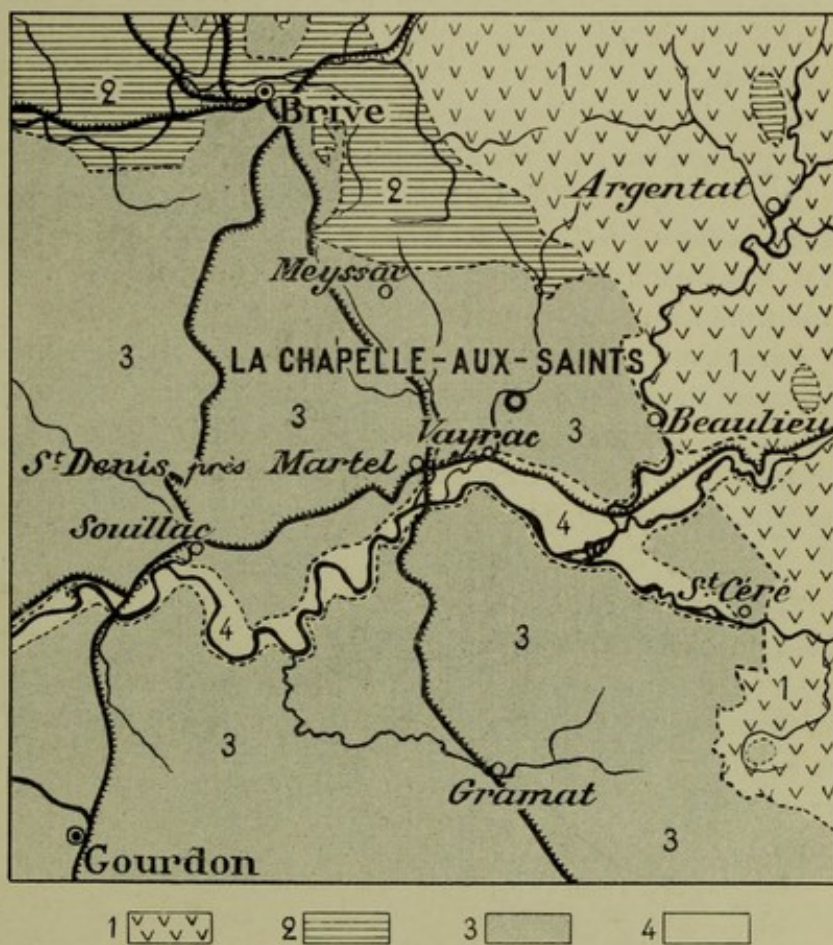 1
2
Brive
2
Argentat
Meyssac
3
LA CHAPELLE-AUX-SAINTS
1
3
Vayrac
3
Beaulieu
St Denis près Martel
Souillac
4
St Céré
4
3
1
3
Gramat
3
Gourdon
1 2 3 4